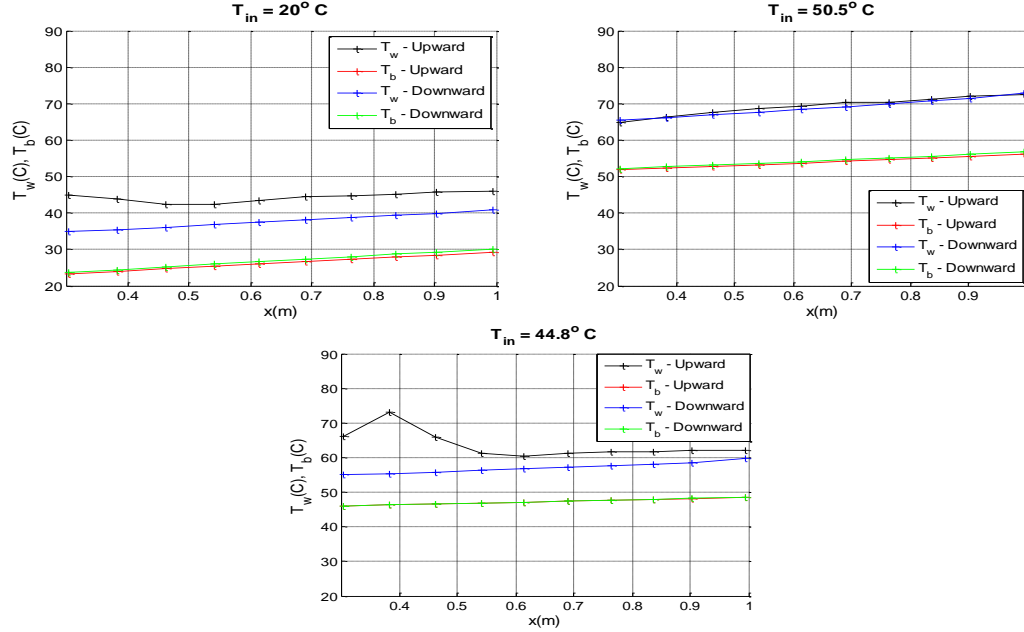 T_in = 20° C
T_w(C), T_b(C)
90
80
70
60
50
40
30
20
0.4 0.5 0.6 0.7 0.8 0.9 1
x(m)
T_w - Upward
T_b - Upward
T_w - Downward
T_b - Downward
T_in = 50.5° C
T_w(C), T_b(C)
90
80
70
60
50
40
30
20
0.4 0.5 0.6 0.7 0.8 0.9
x(m)
T_w - Upward
T_b - Upward
T_w - Downward
T_b - Downward
T_in = 44.8° C
T_w(C), T_b(C)
90
80
70
60
50
40
30
20
0.4 0.5 0.6 0.7 0.8 0.9 1
x(m)
T_w - Upward
T_b - Upward
T_w - Downward
T_b - Downward